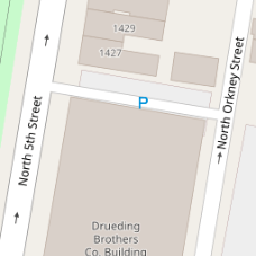 1429
1427
P
North 5th Street
North Orkney Street
Drueding
Brothers
Co. Building